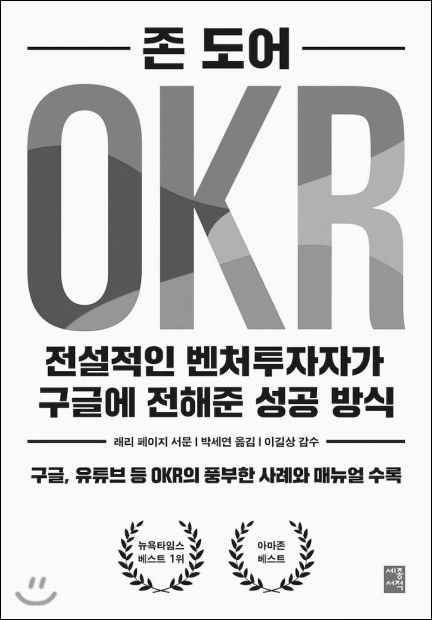 존 도어
OKR
전설적인 벤처투자자가
구글에 전해준 성공 방식
래리 페이지 서문 | 박세연 옮김 | 이길상 감수
구글, 유튜브 등 OKR의 풍부한 사례와 매뉴얼 수록
뉴욕타임스
베스트 1위
아마존
베스트
세종
서적